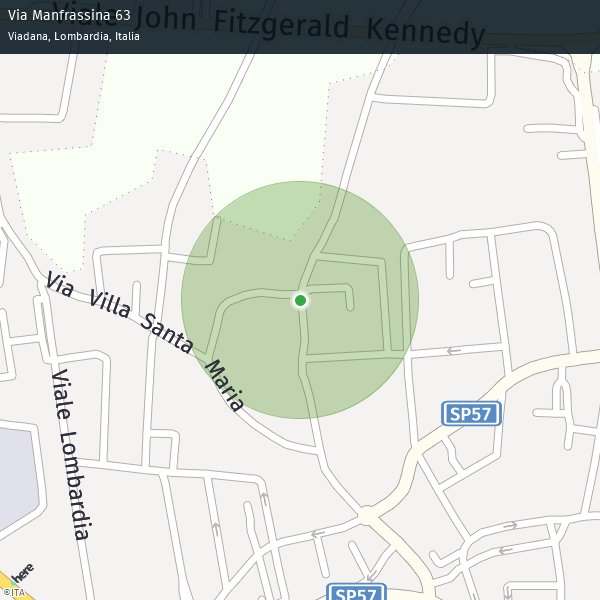 Viale John Fitzgerald Kennedy
Via Manfrassina 63
Viadana, Lombardia, Italia
Via Villa Santa Maria
Viale Lombardia
SP57
SP57
here
©ITA